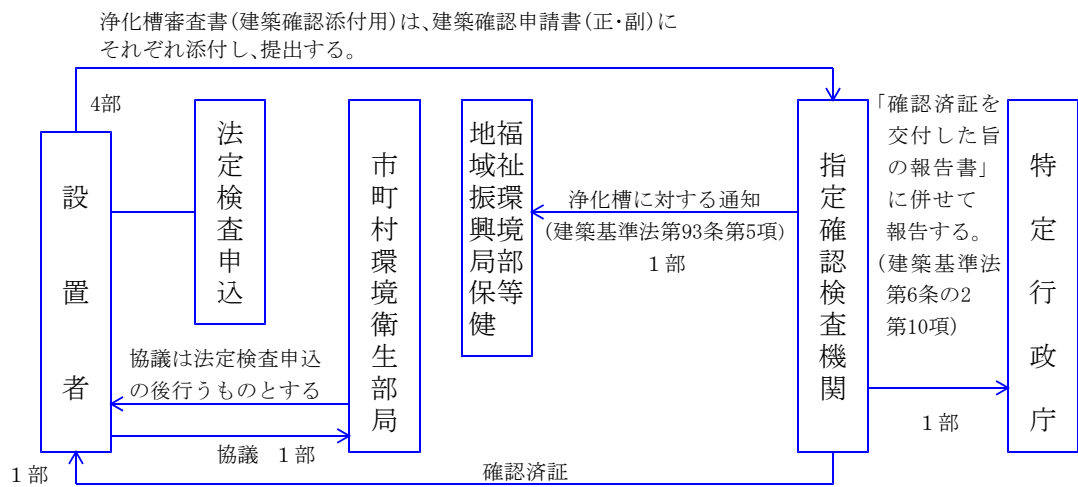 浄化槽審査書(建築確認添付用)は、建築確認申請書(正・副)に
それぞれ添付し、提出する。
4部
設置者
法定検査申込
市町村環境衛生部局
地域振興局保健
福祉環境部等
浄化槽に対する通知
(建築基準法第93条第5項)
１部
指定確認検査機関
「確認済証を
交付した旨
の報告書」
に併せて
報告する。
(建築基準法
第6条の2
第10項)
特定行政庁
１部
協議は法定検査申込
の後行うものとする
協議　１部
１部
確認済証